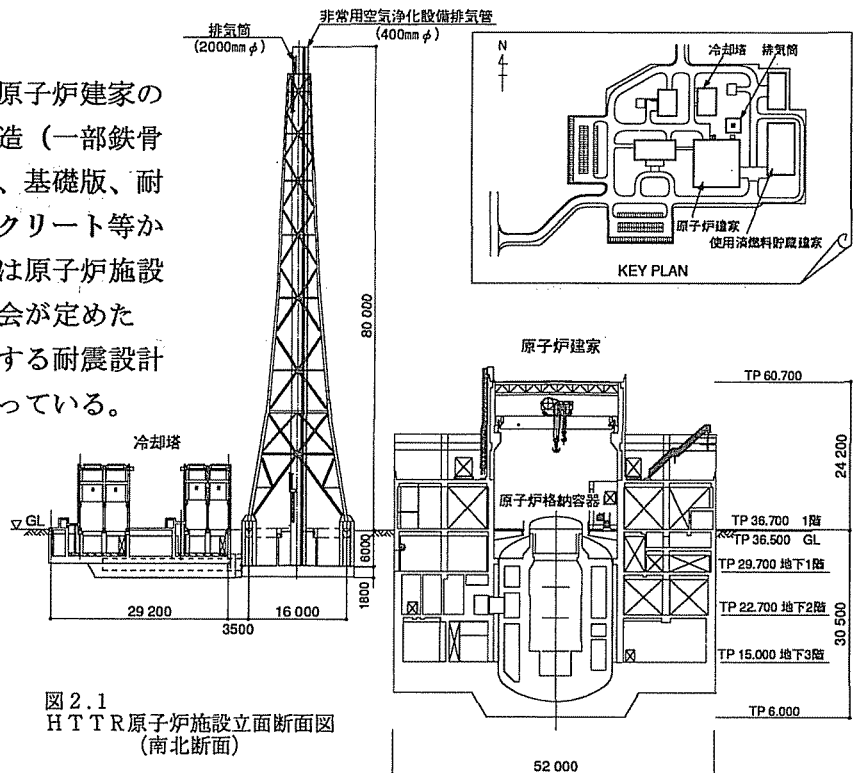 原子炉建家の
造（一部鉄骨
、基礎版、耐
クリート等か
は原子炉施設
会が定めた
する耐震設計
っている。
排気筒
(2000mmφ)
非常用空気浄化設備排気管
(400mmφ)
80 000
冷却塔
GL
6000
1800
29 200
16 000
3500
N
4
冷却塔
排気筒
原子炉建家
使用済燃料貯蔵建家
KEY PLAN
原子炉建家
原子炉格納容器
TP 60.700
24 200
TP 36.700 1階
TP 36.500 GL
TP 29.700 地下1階
TP 22.700 地下2階
30 500
TP 15.000 地下3階
TP 6.000
52 000
図2.1
HTTR原子炉施設立面断面図
(南北断面)